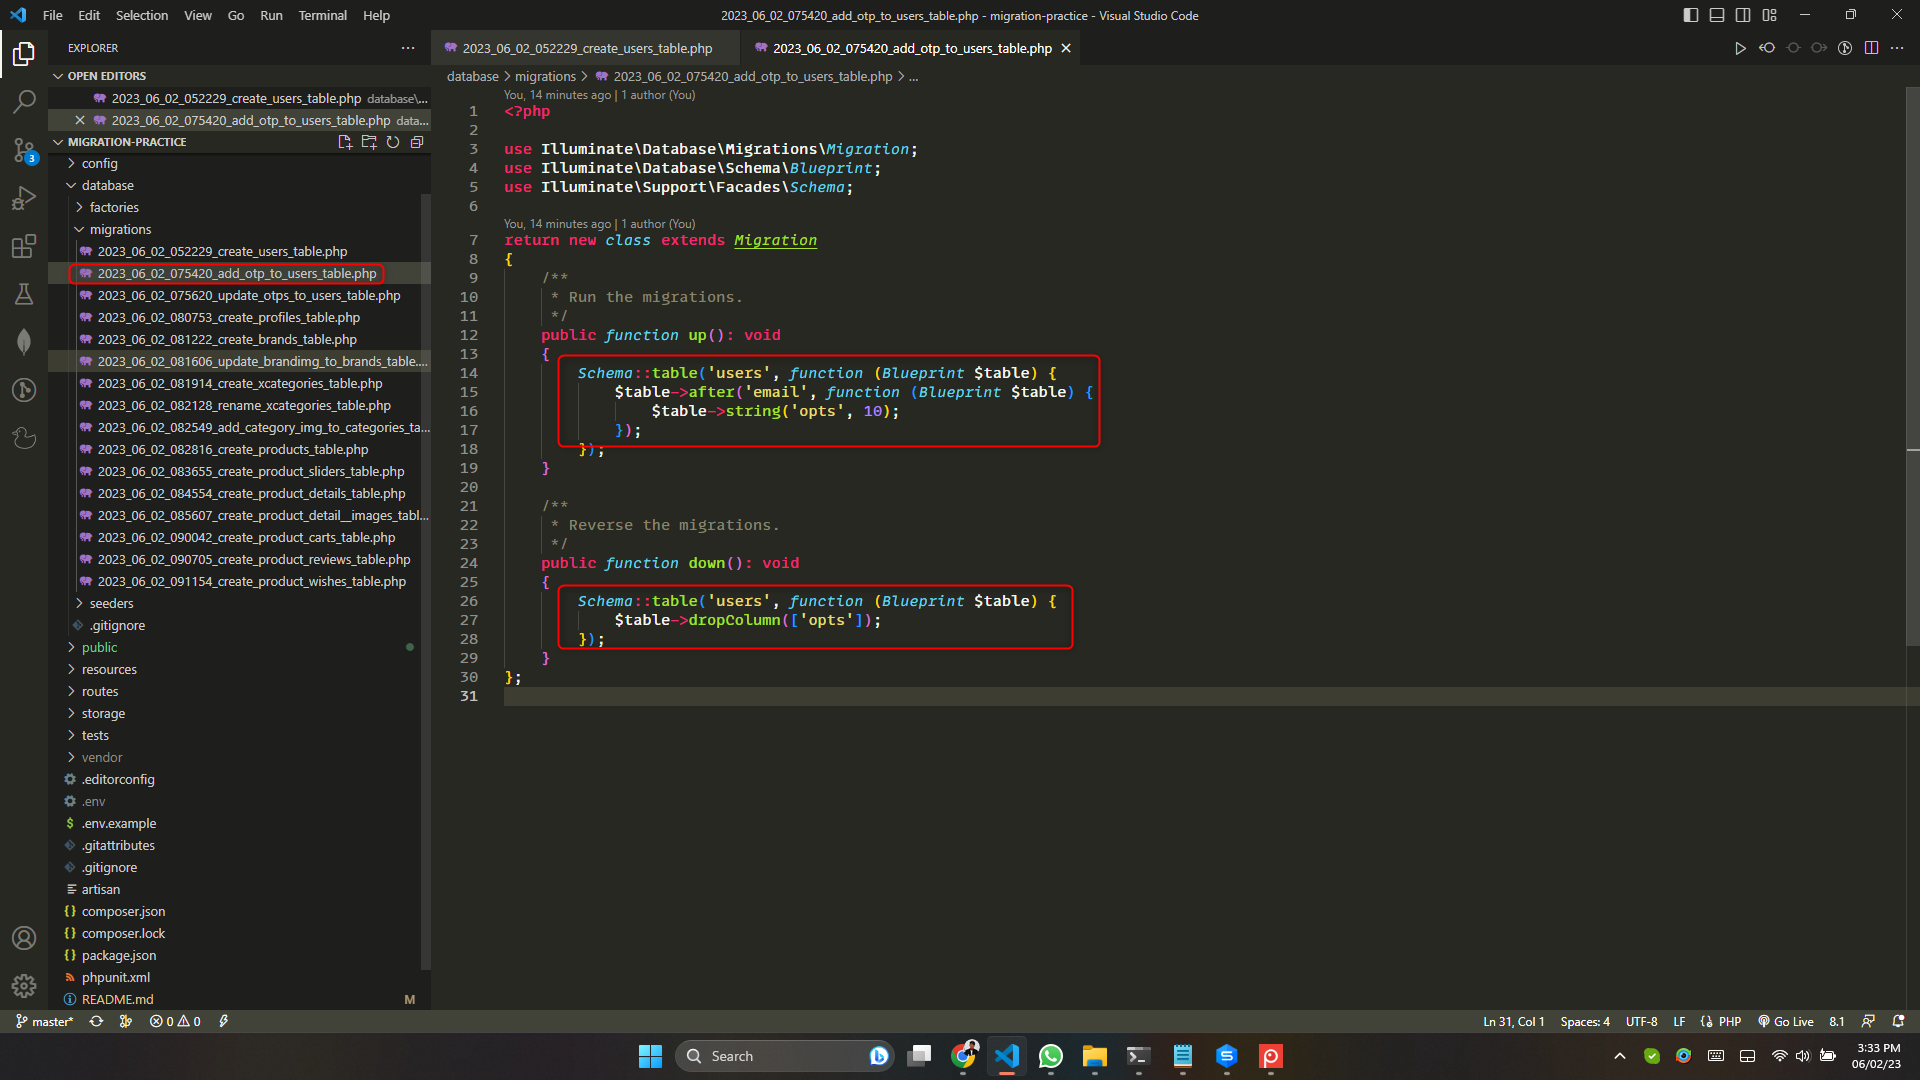 File Edit Selection View Go Run Terminal Help
2023_06_02_075420_add_otp_to_users_table.php - migration-practice - Visual Studio Code
EXPLORER
OPEN EDITORS
2023_06_02_052229_create_users_table.php database\...
2023_06_02_075420_add_otp_to_users_table.php data...
MIGRATION-PRACTICE
config
database
factories
migrations
2023_06_02_052229_create_users_table.php
2023_06_02_075420_add_otp_to_users_table.php
2023_06_02_075620_update_otps_to_users_table.php
2023_06_02_080753_create_profiles_table.php
2023_06_02_081222_create_brands_table.php
2023_06_02_081606_update_brandimg_to_brands_table....
2023_06_02_081914_create_xcategories_table.php
2023_06_02_082128_rename_xcategories_table.php
2023_06_02_082549_add_category_img_to_categories_ta...
2023_06_02_082816_create_products_table.php
2023_06_02_083655_create_product_sliders_table.php
2023_06_02_084554_create_product_details_table.php
2023_06_02_085607_create_product_detail__images_tabl...
2023_06_02_090042_create_product_carts_table.php
2023_06_02_090705_create_product_reviews_table.php
2023_06_02_091154_create_product_wishes_table.php
seeders
.gitignore
public
resources
routes
storage
tests
vendor
.editorconfig
.env
.env.example
.gitattributes
.gitignore
artisan
composer.json
composer.lock
package.json
phpunit.xml
README.md M
3
2023_06_02_052229_create_users_table.php
2023_06_02_075420_add_otp_to_users_table.php
database > migrations > 2023_06_02_075420_add_otp_to_users_table.php > ...
You, 14 minutes ago | 1 author (You)
1 <?php
2
3 use Illuminate\Database\Migrations\Migration;
4 use Illuminate\Database\Schema\Blueprint;
5 use Illuminate\Support\Facades\Schema;
6
You, 14 minutes ago | 1 author (You)
7 return new class extends Migration
8 {
9 /**
10 * Run the migrations.
11 */
12 public function up(): void
13 {
14 Schema::table('users', function (Blueprint $table) {
15 $table->after('email', function (Blueprint $table) {
16 $table->string('opts', 10);
17 });
18 });
19 }
20
21 /**
22 * Reverse the migrations.
23 */
24 public function down(): void
25 {
26 Schema::table('users', function (Blueprint $table) {
27 $table->dropColumn(['opts']);
28 });
29 }
30 };
31
master* 0 0
Ln 31, Col 1 Spaces: 4 UTF-8 LF PHP Go Live 8.1
Search
3:33 PM
06/02/23